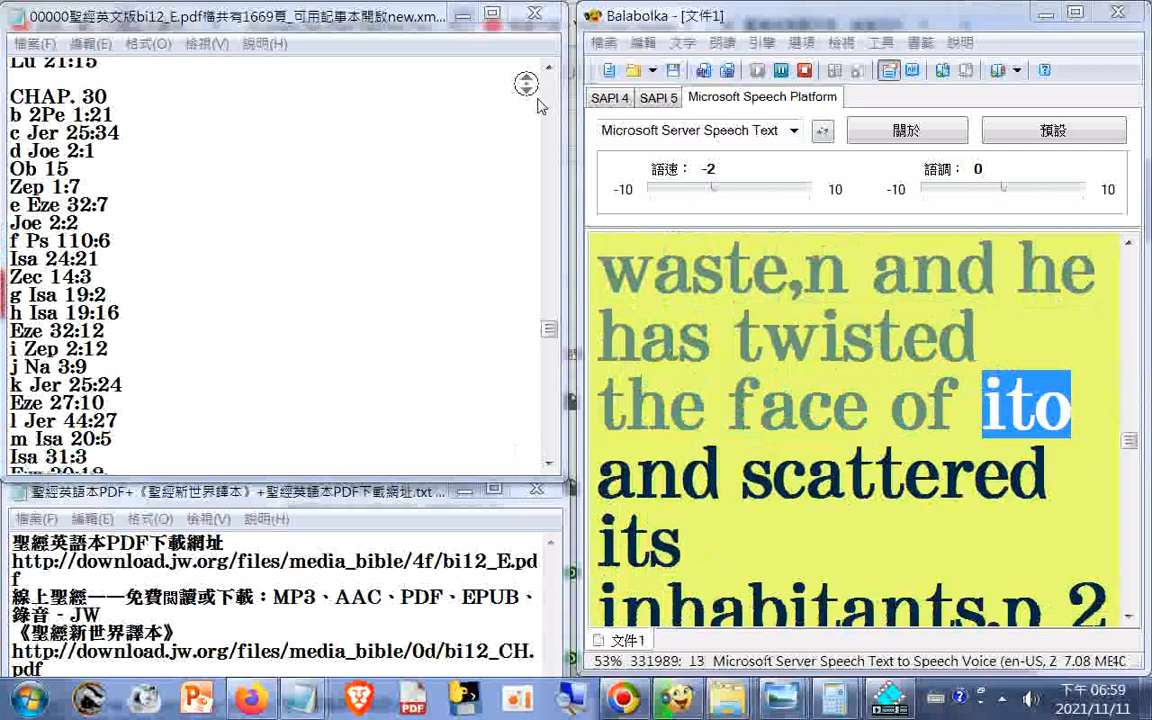 00000聖經英文版bi12_E.pdf檔共有1669頁_可用記事本開啟new.xm...
檔案(F) 編輯(E) 格式(O) 檢視(V) 說明(H)
Lu 21:15
CHAP. 30
b 2Pe 1:21
c Jer 25:34
d Joe 2:1
Ob 15
Zep 1:7
e Eze 32:7
Joe 2:2
f Ps 110:6
Isa 24:21
Zec 14:3
g Isa 19:2
h Isa 19:16
Eze 32:12
i Zep 2:12
j Na 3:9
k Jer 25:24
Eze 27:10
l Jer 44:27
m Isa 20:5
Isa 31:3
聖經英語本PDF+《聖經新世界譯本》+聖經英語本PDF下載網址.txt ...
檔案(F) 編輯(E) 格式(O) 檢視(V) 說明(H)
聖經英語本PDF下載網址
http://download.jw.org/files/media_bible/4f/bi12_E.pd
f
線上聖經——免費閱讀或下載：MP3、AAC、PDF、EPUB、
錄音 - JW
《聖經新世界譯本》
http://download.jw.org/files/media_bible/0d/bi12_CH.
pdf
Balabolka - [文件1]
檔案 編輯 文字 朗讀 引擎 選項 檢視 工具 書籤 說明
SAPI 4 SAPI 5 Microsoft Speech Platform
Microsoft Server Speech Text 關於 預設
語速： -2 語調： 0
-10 10 -10 10
waste,n and he
has twisted
the face of ito
and scattered
its
inhabitants.p 2
文件1
53% 331989: 13 Microsoft Server Speech Text to Speech Voice (en-US, 2 7.08 ME
下午 06:59
2021/11/11